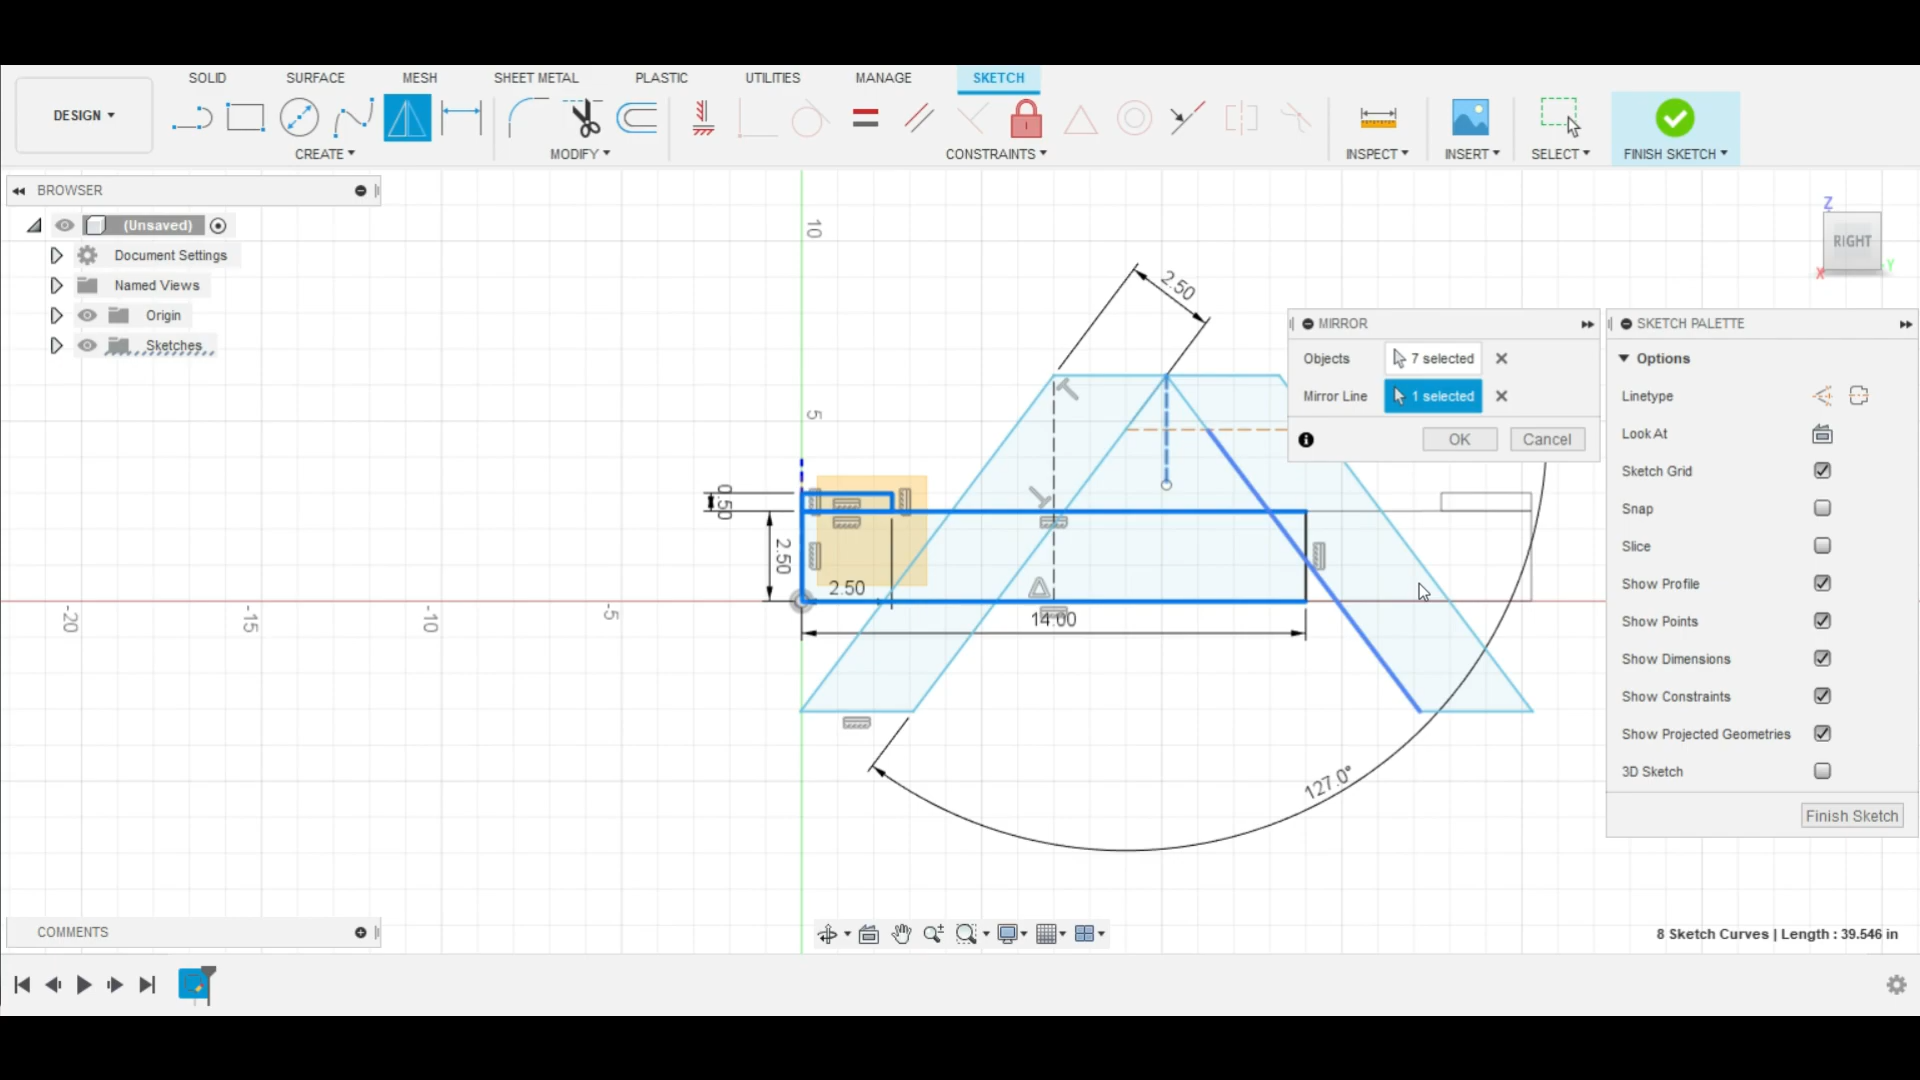 SOLID SURFACE MESH SHEET METAL PLASTIC UTILITIES MANAGE SKETCH
DESIGN
CREATE MODIFY CONSTRAINTS INSPECT INSERT SELECT FINISH SKETCH
BROWSER
(Unsaved)
Document Settings
Named Views
Origin
Sketches
Z
RIGHT
X
Y
10
5
-5
-10
-15
-20
2.50
0.50
2.50
2.50
14.00
127.0°
MIRROR
Objects 7 selected
Mirror Line 1 selected
OK Cancel
SKETCH PALETTE
Options
Linetype
Look At
Sketch Grid
Snap
Slice
Show Profile
Show Points
Show Dimensions
Show Constraints
Show Projected Geometries
3D Sketch
Finish Sketch
COMMENTS
8 Sketch Curves | Length : 39.546 in